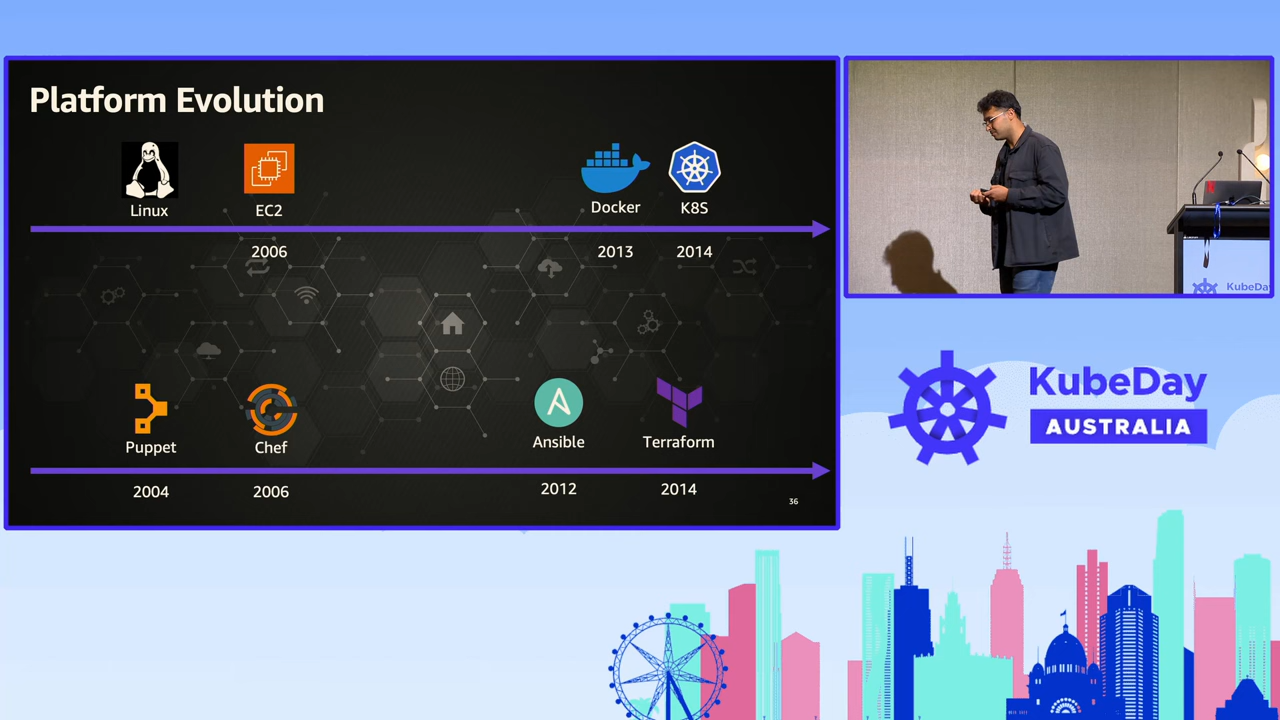 Platform Evolution
Linux
EC2
Docker
K8S
2006
2013
2014
Puppet
Chef
Ansible
Terraform
2004
2006
2012
2014
36
KubeDay
KubeDay
AUSTRALIA